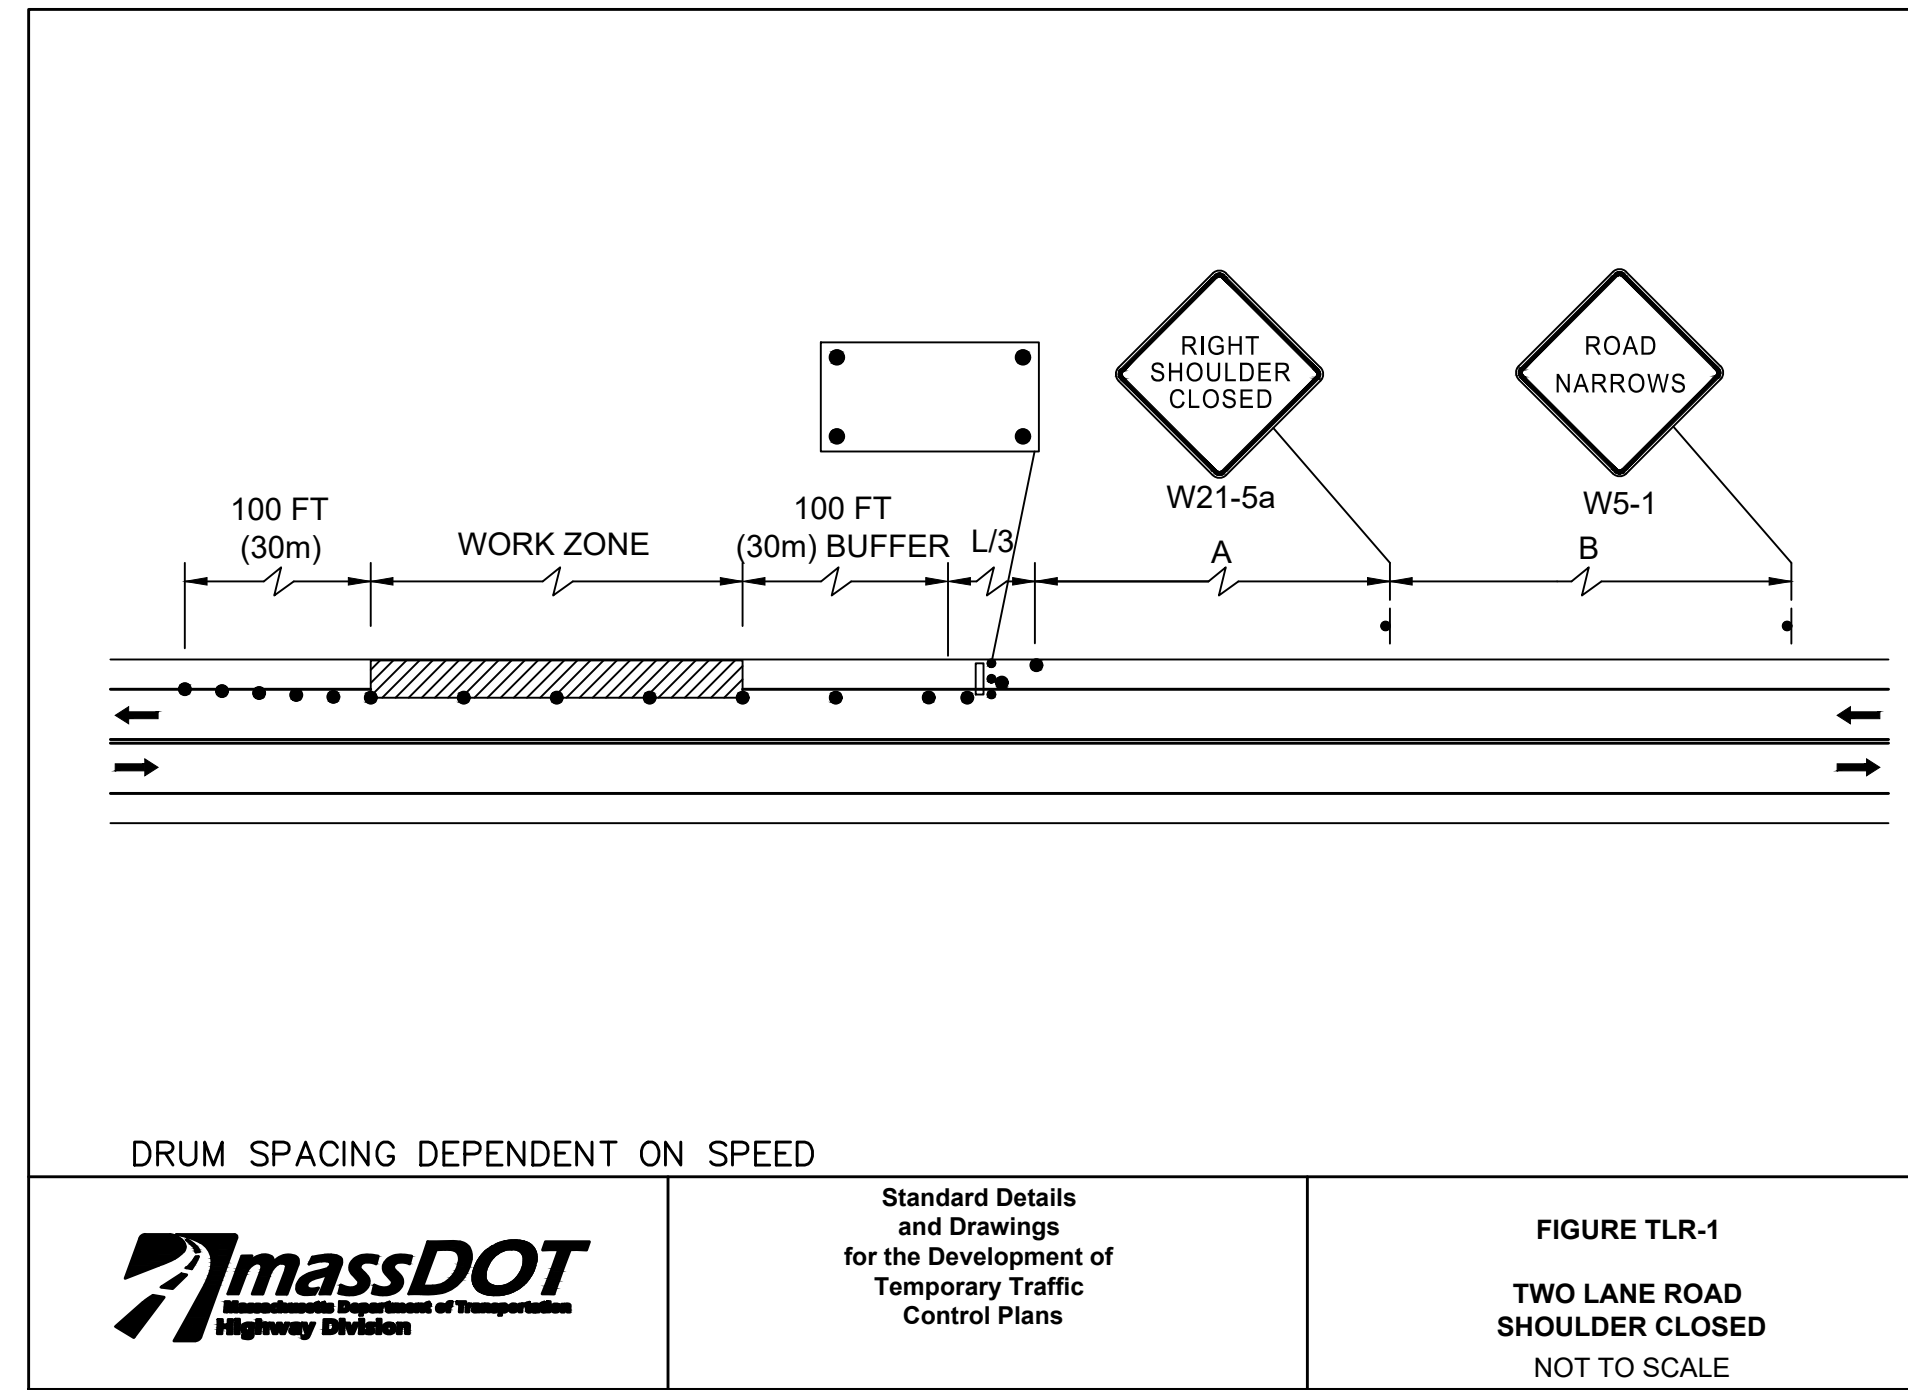 RIGHT
SHOULDER
CLOSED
W21-5a
ROAD
NARROWS
W5-1
100 FT
(30m)
WORK ZONE
100 FT
(30m) BUFFER
L/3
A
B
DRUM SPACING DEPENDENT ON SPEED
massDOT
Massachusetts Department of Transportation
Highway Division
Standard Details
and Drawings
for the Development of
Temporary Traffic
Control Plans
FIGURE TLR-1
TWO LANE ROAD
SHOULDER CLOSED
NOT TO SCALE